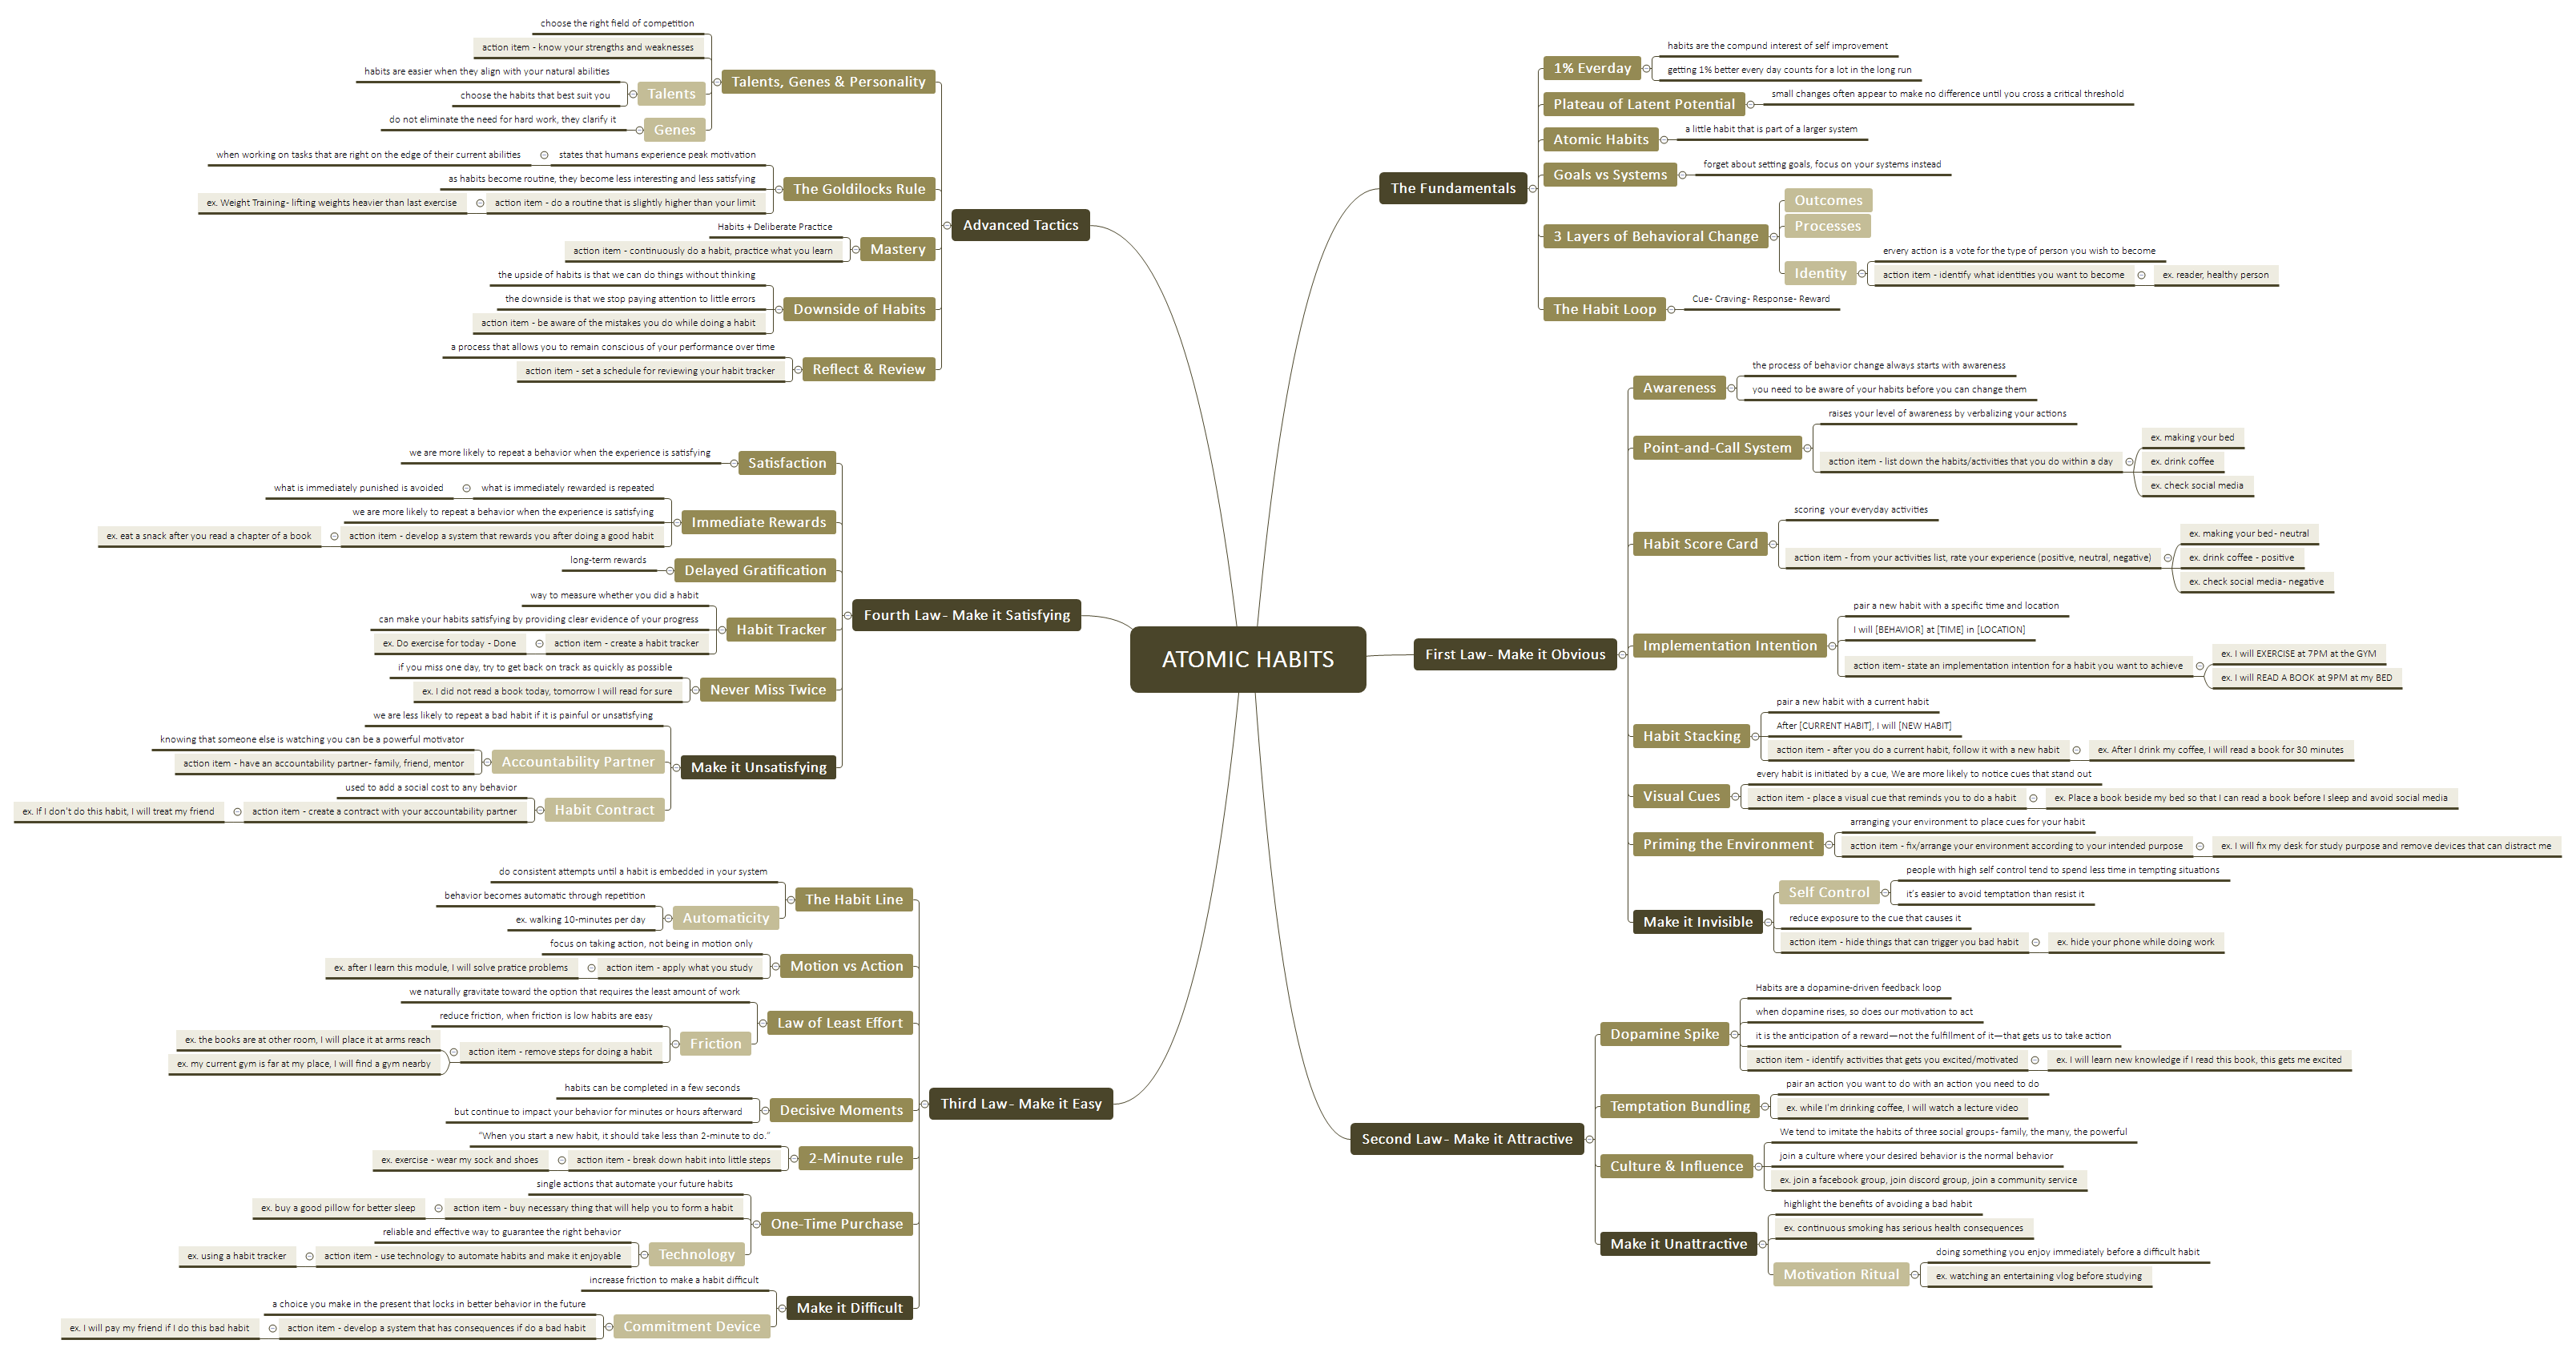 ATOMIC HABITS
The Fundamentals
1% Everday
habits are the compund interest of self improvement
getting 1% better every day counts for a lot in the long run
Plateau of Latent Potential
small changes often appear to make no difference until you cross a critical threshold
Atomic Habits
a little habit that is part of a larger system
Goals vs Systems
forget about setting goals, focus on your systems instead
3 Layers of Behavioral Change
Outcomes
Processes
Identity
ervery action is a vote for the type of person you wish to become
action item - identify what identities you want to become
ex. reader, healthy person
The Habit Loop
Cue- Craving- Response- Reward
First Law- Make it Obvious
Awareness
the process of behavior change always starts with awareness
you need to be aware of your habits before you can change them
Point-and-Call System
raises your level of awareness by verbalizing your actions
action item - list down the habits/activities that you do within a day
ex. making your bed
ex. drink coffee
ex. check social media
Habit Score Card
scoring  your everyday activities
action item - from your activities list, rate your experience (positive, neutral, negative)
ex. making your bed- neutral
ex. drink coffee - positive
ex. check social media- negative
Implementation Intention
pair a new habit with a specific time and location
I will [BEHAVIOR] at [TIME] in [LOCATION]
action item- state an implementation intention for a habit you want to achieve
ex. I will EXERCISE at 7PM at the GYM
ex. I will READ A BOOK at 9PM at my BED
Habit Stacking
pair a new habit with a current habit
After [CURRENT HABIT], I will [NEW HABIT]
action item - after you do a current habit, follow it with a new habit
ex. After I drink my coffee, I will read a book for 30 minutes
Visual Cues
every habit is initiated by a cue, We are more likely to notice cues that stand out
action item - place a visual cue that reminds you to do a habit
ex. Place a book beside my bed so that I can read a book before I sleep and avoid social media
Priming the Environment
arranging your environment to place cues for your habit
action item - fix/arrange your environment according to your intended purpose
ex. I will fix my desk for study purpose and remove devices that can distract me
Make it Invisible
Self Control
people with high self control tend to spend less time in tempting situations
it's easier to avoid temptation than resist it
reduce exposure to the cue that causes it
action item - hide things that can trigger you bad habit
ex. hide your phone while doing work
Second Law- Make it Attractive
Dopamine Spike
Habits are a dopamine-driven feedback loop
when dopamine rises, so does our motivation to act
it is the anticipation of a reward—not the fulfillment of it—that gets us to take action
action item - identify activities that gets you excited/motivated
ex. I will learn new knowledge if I read this book, this gets me excited
Temptation Bundling
pair an action you want to do with an action you need to do
ex. while I'm drinking coffee, I will watch a lecture video
Culture & Influence
We tend to imitate the habits of three social groups- family, the many, the powerful
join a culture where your desired behavior is the normal behavior
ex. join a facebook group, join discord group, join a community service
Make it Unattractive
highlight the benefits of avoiding a bad habit
ex. continuous smoking has serious health consequences
Motivation Ritual
doing something you enjoy immediately before a difficult habit
ex. watching an entertaining vlog before studying
Third Law- Make it Easy
The Habit Line
do consistent attempts until a habit is embedded in your system
Automaticity
behavior becomes automatic through repetition
ex. walking 10-minutes per day
Motion vs Action
focus on taking action, not being in motion only
action item - apply what you study
ex. after I learn this module, I will solve pratice problems
Law of Least Effort
we naturally gravitate toward the option that requires the least amount of work
Friction
reduce friction, when friction is low habits are easy
action item - remove steps for doing a habit
ex. the books are at other room, I will place it at arms reach
ex. my current gym is far at my place, I will find a gym nearby
Decisive Moments
habits can be completed in a few seconds
but continue to impact your behavior for minutes or hours afterward
2-Minute rule
"When you start a new habit, it should take less than 2-minute to do."
action item - break down habit into little steps
ex. exercise - wear my sock and shoes
One-Time Purchase
single actions that automate your future habits
action item - buy necessary thing that will help you to form a habit
ex. buy a good pillow for better sleep
Technology
reliable and effective way to guarantee the right behavior
action item - use technology to automate habits and make it enjoyable
ex. using a habit tracker
Make it Difficult
increase friction to make a habit difficult
Commitment Device
a choice you make in the present that locks in better behavior in the future
action item - develop a system that has consequences if do a bad habit
ex. I will pay my friend if I do this bad habit
Fourth Law- Make it Satisfying
Satisfaction
we are more likely to repeat a behavior when the experience is satisfying
Immediate Rewards
what is immediately rewarded is repeated
what is immediately punished is avoided
we are more likely to repeat a behavior when the experience is satisfying
action item - develop a system that rewards you after doing a good habit
ex. eat a snack after you read a chapter of a book
Delayed Gratification
long-term rewards
Habit Tracker
way to measure whether you did a habit
can make your habits satisfying by providing clear evidence of your progress
action item - create a habit tracker
ex. Do exercise for today - Done
Never Miss Twice
if you miss one day, try to get back on track as quickly as possible
ex. I did not read a book today, tomorrow I will read for sure
Make it Unsatisfying
we are less likely to repeat a bad habit if it is painful or unsatisfying
Accountability Partner
knowing that someone else is watching you can be a powerful motivator
action item - have an accountability partner- family, friend, mentor
Habit Contract
used to add a social cost to any behavior
action item - create a contract with your accountability partner
ex. If I don't do this habit, I will treat my friend
Advanced Tactics
Talents, Genes & Personality
choose the right field of competition
action item - know your strengths and weaknesses
Talents
habits are easier when they align with your natural abilities
choose the habits that best suit you
Genes
do not eliminate the need for hard work, they clarify it
The Goldilocks Rule
states that humans experience peak motivation
when working on tasks that are right on the edge of their current abilities
as habits become routine, they become less interesting and less satisfying
action item - do a routine that is slightly higher than your limit
ex. Weight Training- lifting weights heavier than last exercise
Mastery
Habits + Deliberate Practice
action item - continuously do a habit, practice what you learn
Downside of Habits
the upside of habits is that we can do things without thinking
the downside is that we stop paying attention to little errors
action item - be aware of the mistakes you do while doing a habit
Reflect & Review
a process that allows you to remain conscious of your performance over time
action item - set a schedule for reviewing your habit tracker